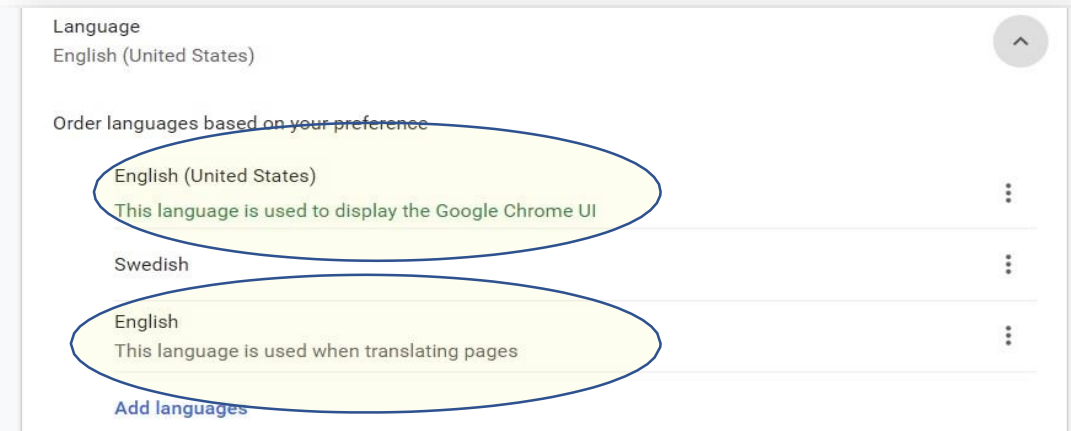 Language
English (United States)
Order languages based on your preference
English (United States)
This language is used to display the Google Chrome UI
Swedish
English
This language is used when translating pages
Add languages